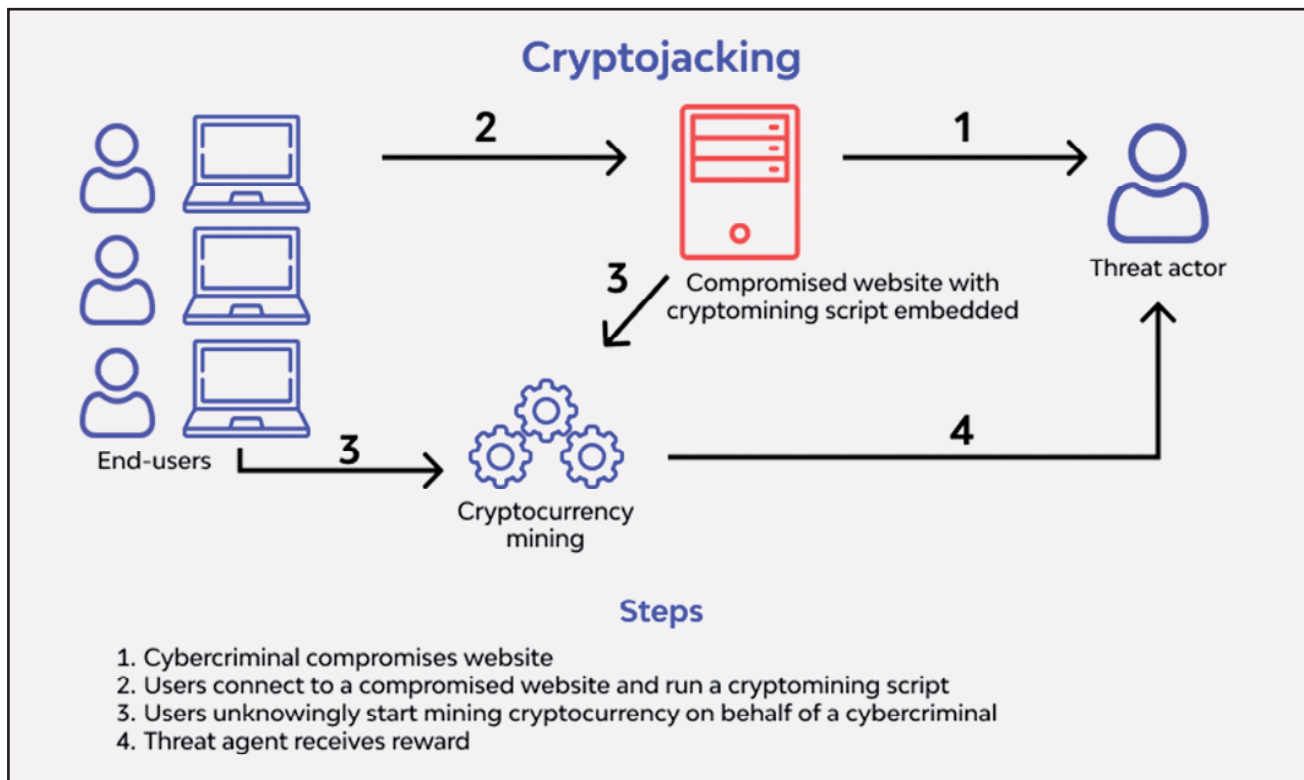 Cryptojacking
2
1
3
Threat actor
Compromised website with
cryptomining script embedded
End-users
3
4
Cryptocurrency
mining
Steps
1. Cybercriminal compromises website
2. Users connect to a compromised website and run a cryptomining script
3. Users unknowingly start mining cryptocurrency on behalf of a cybercriminal
4. Threat agent receives reward